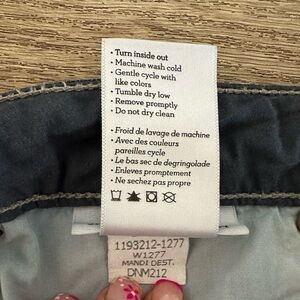 • Turn inside out
• Machine wash cold
• Gentle cycle with
like colors
• Tumble dry low
• Remove promptly
• Do not dry clean
• Froid de lavage de machine
• Avec des couleurs
pareilles cycle
• Le bas sec de degringolade
• Enleves promptement
• Ne sechez pas propre
1193212-1277
W1277
MANDI DEST.
DNM212